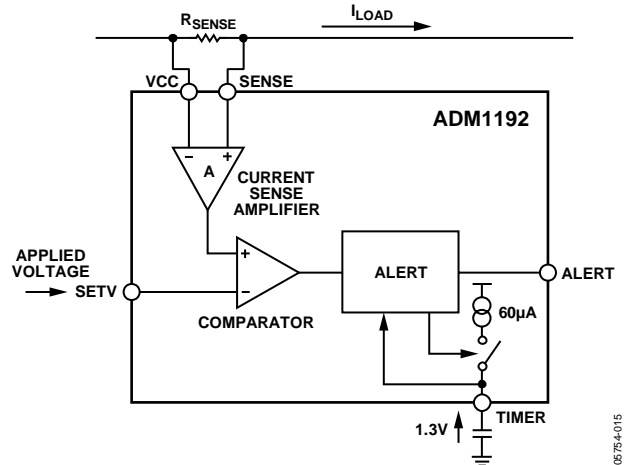 RSENSE
ILOAD
VCC
SENSE
ADM1192
–
+
A
CURRENT
SENSE
AMPLIFIER
APPLIED
VOLTAGE
SETV
+
–
COMPARATOR
ALERT
ALERT
60µA
TIMER
1.3V
05754-015